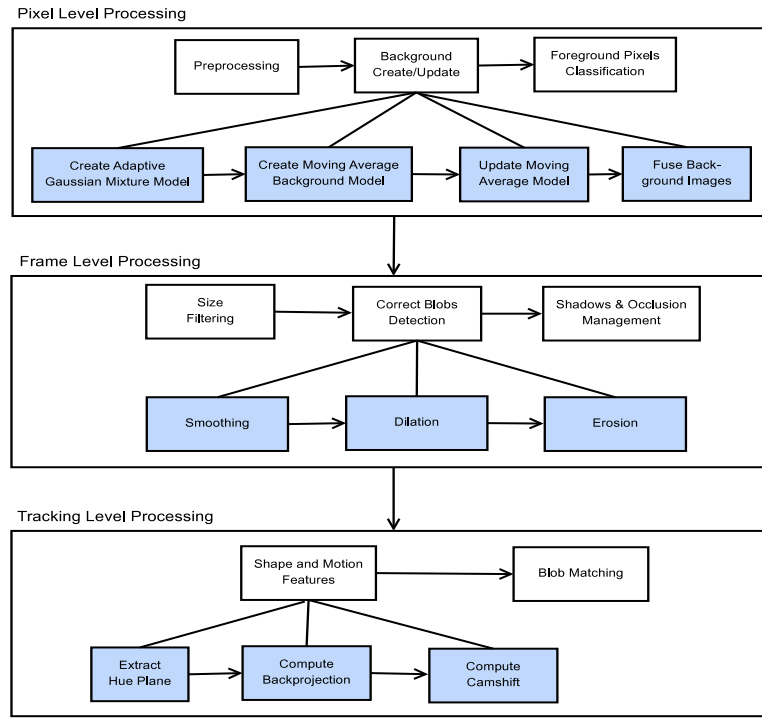 Pixel Level Processing
Preprocessing
Background
Create/Update
Foreground Pixels
Classification
Create Adaptive
Gaussian Mixture Model
Create Moving Average
Background Model
Update Moving
Average Model
Fuse Back-
ground Images
Frame Level Processing
Size
Filtering
Correct Blobs
Detection
Shadows & Occlusion
Management
Smoothing
Dilation
Erosion
Tracking Level Processing
Shape and Motion
Features
Blob Matching
Extract
Hue Plane
Compute
Backprojection
Compute
Camshift